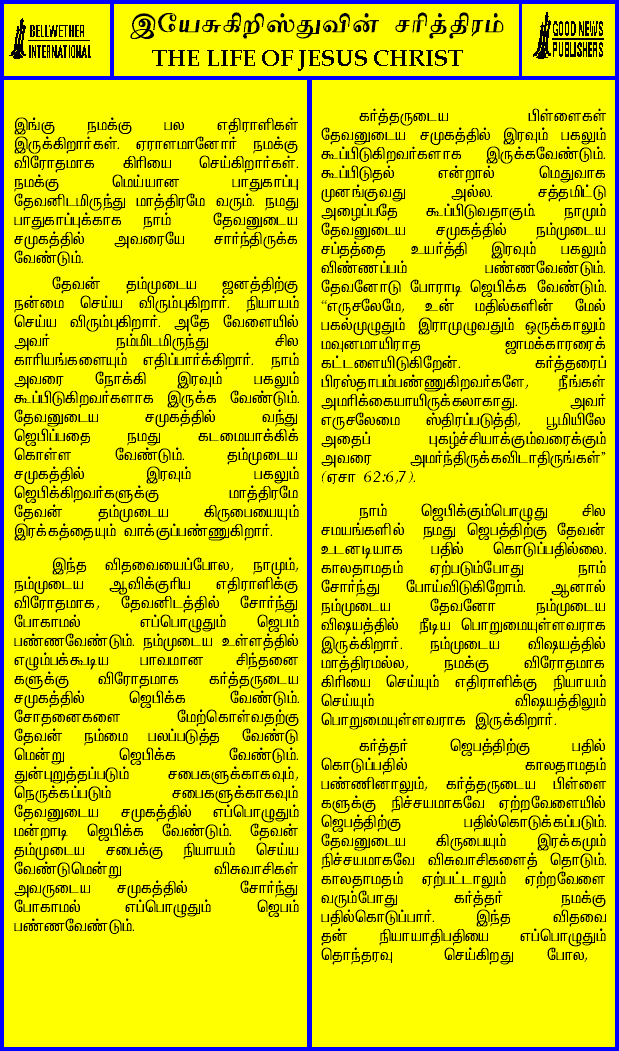 BELLWETHER
INTERNATIONAL
இயேசுகிறிஸ்துவின் சரித்திரம்
THE LIFE OF JESUS CHRIST
GOOD NEWS
PUBLISHERS
இங்கு நமக்கு பல எதிராளிகள்
இருக்கிறார்கள். ஏராளமானோர் நமக்கு
விரோதமாக கிரியை செய்கிறார்கள்.
நமக்கு மெய்யான பாதுகாப்பு
தேவனிடமிருந்து மாத்திரமே வரும். நமது
பாதுகாப்புக்காக நாம் தேவனுடைய
சமுகத்தில் அவரையே சார்ந்திருக்க
வேண்டும்.
தேவன் தம்முடைய ஜனத்திற்கு
நன்மை செய்ய விரும்புகிறார். நியாயம்
செய்ய விரும்புகிறார். அதே வேளையில்
அவர் நம்மிடமிருந்து சில
காரியங்களையும் எதிப்பார்க்கிறார். நாம்
அவரை நோக்கி இரவும் பகலும்
கூப்பிடுகிறவர்களாக இருக்க வேண்டும்.
தேவனுடைய சமுகத்தில் வந்து
ஜெபிப்பதை நமது கடமையாக்கிக்
கொள்ள வேண்டும். தம்முடைய
சமுகத்தில் இரவும் பகலும்
ஜெபிக்கிறவர்களுக்கு மாத்திரமே
தேவன் தம்முடைய கிருபையையும்
இரக்கத்தையும் வாக்குப்பண்ணுகிறார்.
இந்த விதவையைப்போல, நாமும்,
நம்முடைய ஆவிக்குரிய எதிராளிக்கு
விரோதமாக, தேவனிடத்தில் சோர்ந்து
போகாமல் எப்பொழுதும் ஜெபம்
பண்ணவேண்டும். நம்முடைய உள்ளத்தில்
எழும்பக்கூடிய பாவமான சிந்தனை
களுக்கு விரோதமாக கர்த்தருடைய
சமுகத்தில் ஜெபிக்க வேண்டும்.
சோதனைகளை மேற்கொள்வதற்கு
தேவன் நம்மை பலப்படுத்த வேண்டு
மென்று ஜெபிக்க வேண்டும்.
துன்புறுத்தப்படும் சபைகளுக்காகவும்,
நெருக்கப்படும் சபைகளுக்காகவும்
தேவனுடைய சமுகத்தில் எப்பொழுதும்
மன்றாடி ஜெபிக்க வேண்டும். தேவன்
தம்முடைய சபைக்கு நியாயம் செய்ய
வேண்டுமென்று விசுவாசிகள்
அவருடைய சமுகத்தில் சோர்ந்து
போகாமல் எப்பொழுதும் ஜெபம்
பண்ணவேண்டும்.
கர்த்தருடைய பிள்ளைகள்
தேவனுடைய சமுகத்தில் இரவும் பகலும்
கூப்பிடுகிறவர்களாக இருக்கவேண்டும்.
கூப்பிடுதல் என்றால் மெதுவாக
முனங்குவது அல்ல. சத்தமிட்டு
அழைப்பதே கூப்பிடுவதாகும். நாமும்
தேவனுடைய சமுகத்தில் நம்முடைய
சப்தத்தை உயர்த்தி இரவும் பகலும்
விண்ணப்பம் பண்ணவேண்டும்.
தேவனோடு போராடி ஜெபிக்க வேண்டும்.
“எருசலேமே, உன் மதில்களின் மேல்
பகல்முழுதும் இராமுழுவதும் ஒருக்காலும்
மவுனமாயிராத ஜாமக்காரரைக்
கட்டளையிடுகிறேன். கர்த்தரைப்
பிரஸ்தாபம்பண்ணுகிறவர்களே, நீங்கள்
அமரிக்கையாயிருக்கலாகாது. அவர்
எருசலேமை ஸ்திரப்படுத்தி, பூமியிலே
அதைப் புகழ்ச்சியாக்கும்வரைக்கும்
அவரை அமர்ந்திருக்கவிடாதிருங்கள்”
(ஏசா 62:6,7).
நாம் ஜெபிக்கும்பொழுது சில
சமயங்களில் நமது ஜெபத்திற்கு தேவன்
உடனடியாக பதில் கொடுப்பதில்லை.
காலதாமதம் ஏற்படும்போது நாம்
சோர்ந்து போய்விடுகிறோம். ஆனால்
நம்முடைய தேவனோ நம்முடைய
விஷயத்தில் நீடிய பொறுமையுள்ளவராக
இருக்கிறார். நம்முடைய விஷயத்தில்
மாத்திரமல்ல, நமக்கு விரோதமாக
கிரியை செய்யும் எதிராளிக்கு நியாயம்
செய்யும் விஷயத்திலும்
பொறுமையுள்ளவராக இருக்கிறார்.
கர்த்தர் ஜெபத்திற்கு பதில்
கொடுப்பதில் காலதாமதம்
பண்ணினாலும், கர்த்தருடைய பிள்ளை
களுக்கு நிச்சயமாகவே ஏற்றவேளையில்
ஜெபத்திற்கு பதில்கொடுக்கப்படும்.
தேவனுடைய கிருபையும் இரக்கமும்
நிச்சயமாகவே விசுவாசிகளைத் தொடும்.
காலதாமதம் ஏற்பட்டாலும் ஏற்றவேளை
வரும்போது கர்த்தர் நமக்கு
பதில்கொடுப்பார். இந்த விதவை
தன் நியாயாதிபதியை எப்பொழுதும்
தொந்தரவு செய்கிறது போல,